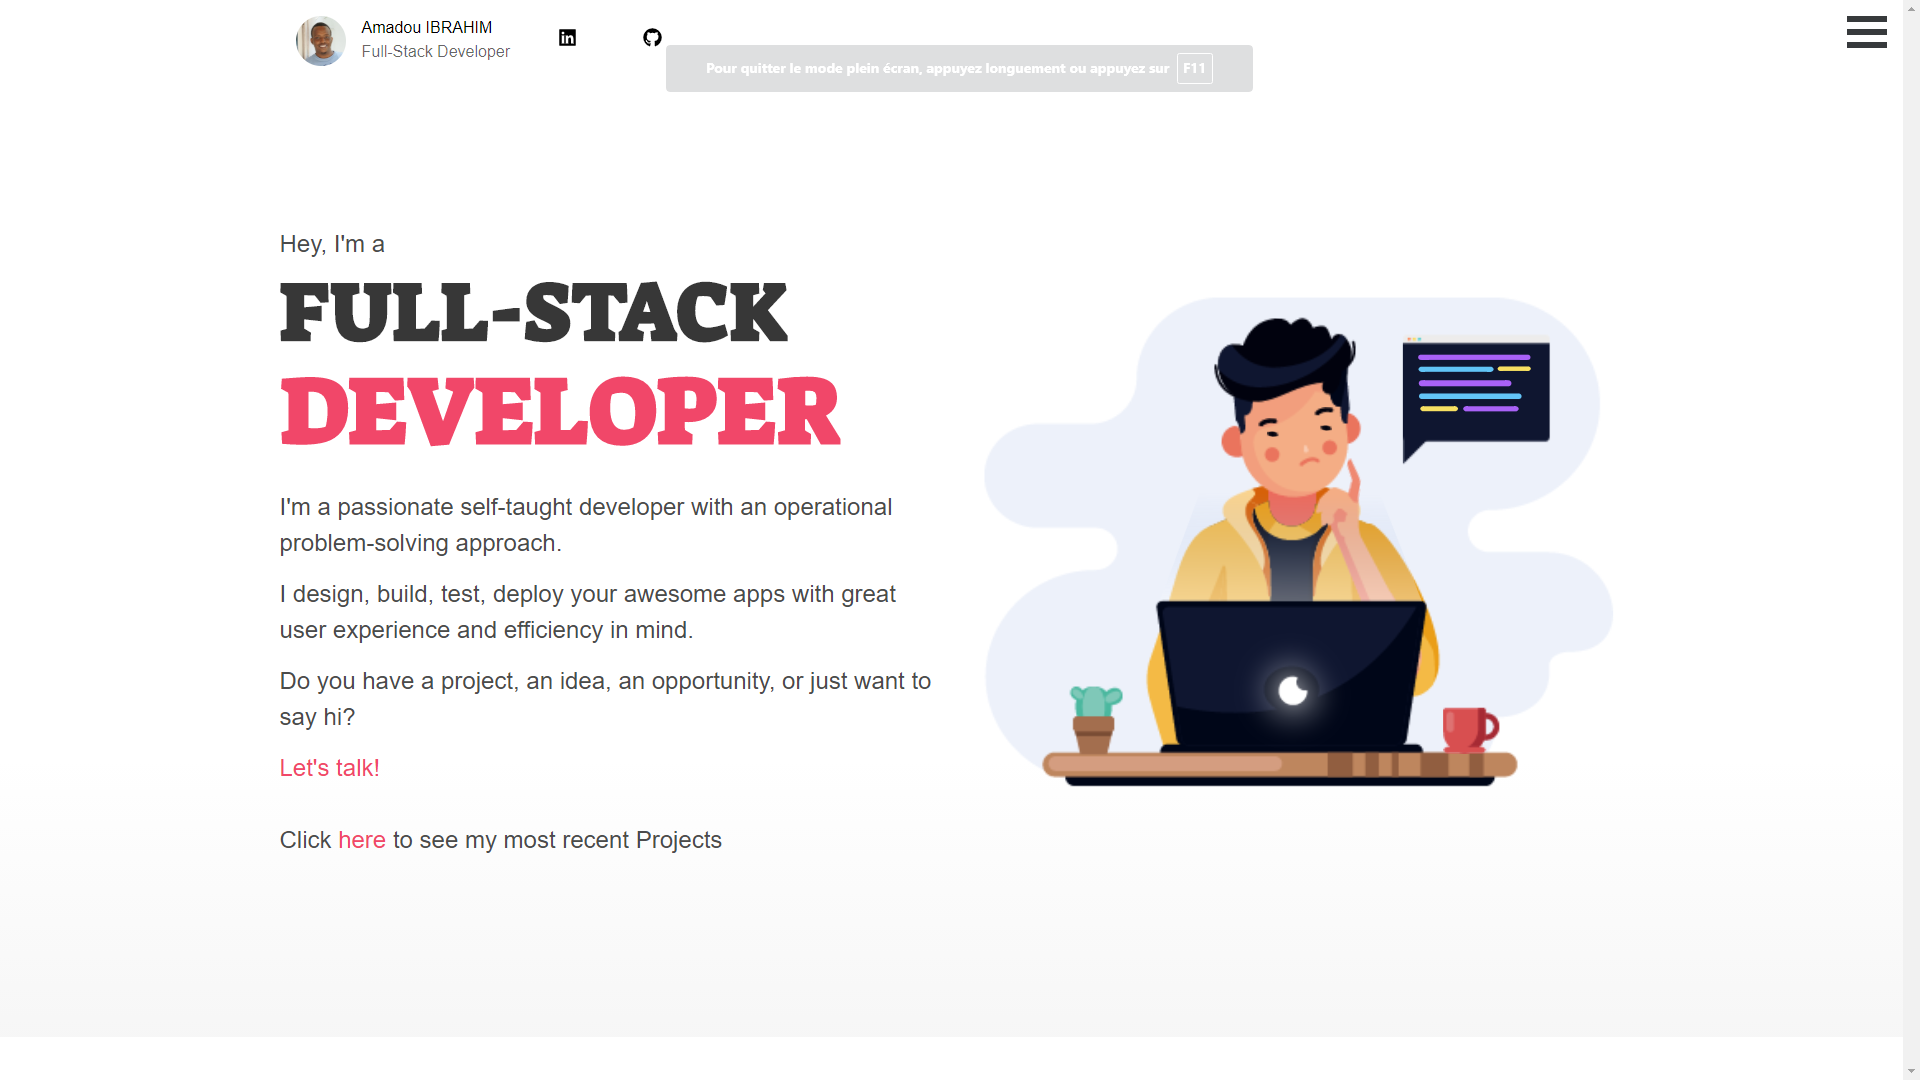 Amadou IBRAHIM
Full-Stack Developer
Pour quitter le mode plein écran, appuyez longuement ou appuyez sur F11
Hey, I'm a
FULL-STACK
DEVELOPER
I'm a passionate self-taught developer with an operational
problem-solving approach.
I design, build, test, deploy your awesome apps with great
user experience and efficiency in mind.
Do you have a project, an idea, an opportunity, or just want to
say hi?
Let's talk!
Click here to see my most recent Projects